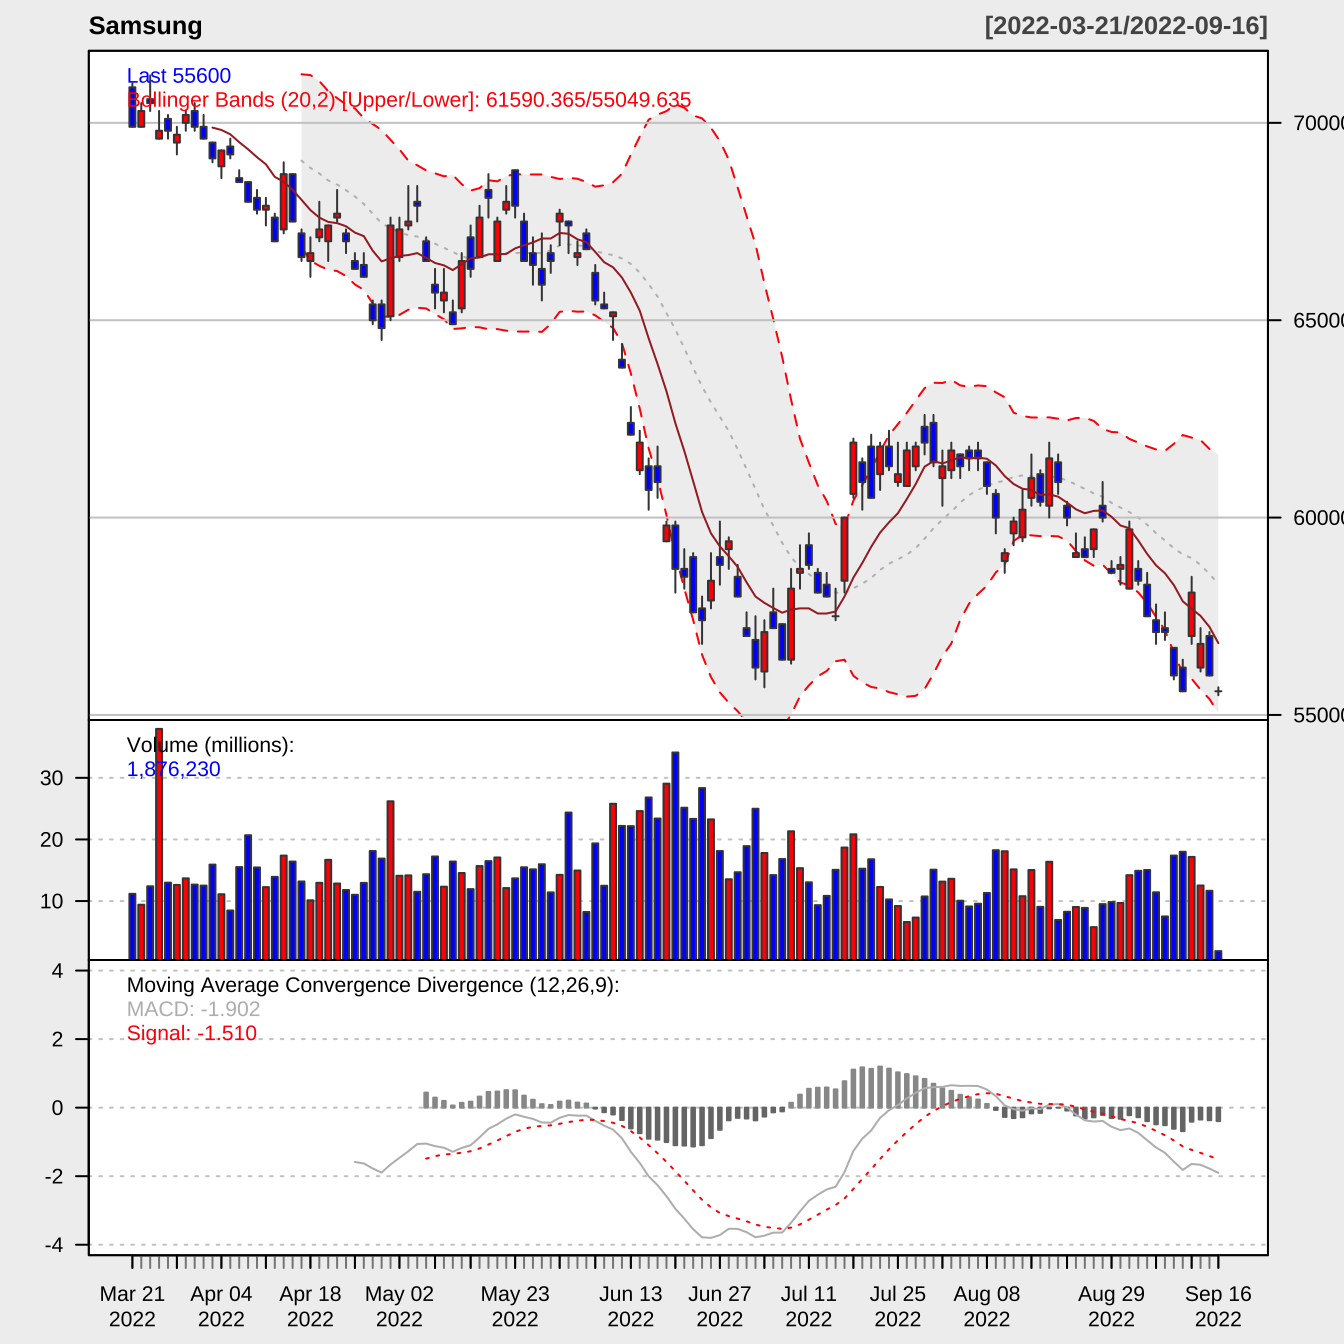 Samsung [2022-03-21/2022-09-16]
Last 55600
Bollinger Bands (20,2) [Upper/Lower]: 61590.365/55049.635
70000
65000
60000
55000
Volume (millions):
1,876,230
30
20
10
Moving Average Convergence Divergence (12,26,9):
MACD: -1.902
Signal: -1.510
4
2
0
-2
-4
Mar 21 Apr 04 Apr 18 May 02 May 23 Jun 13 Jun 27 Jul 11 Jul 25 Aug 08 Aug 29 Sep 16
2022 2022 2022 2022 2022 2022 2022 2022 2022 2022 2022 2022